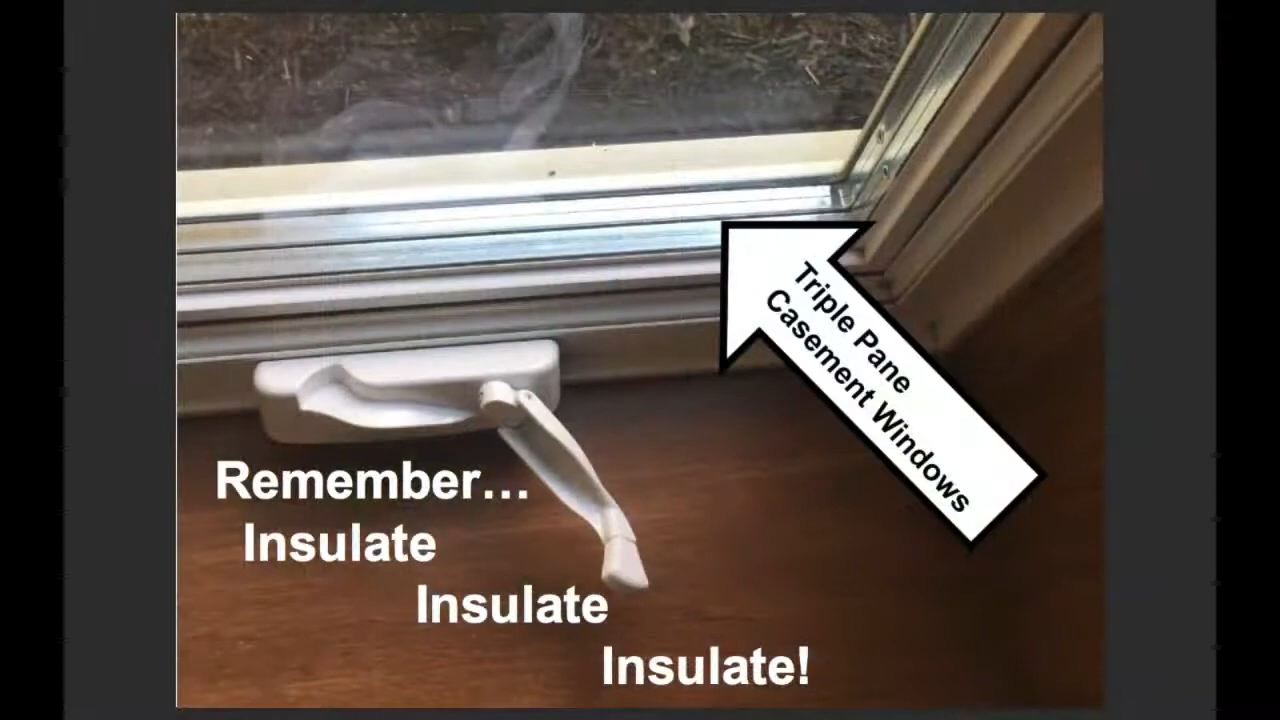 Triple Pane
Casement Windows
Remember…
Insulate
Insulate
Insulate!